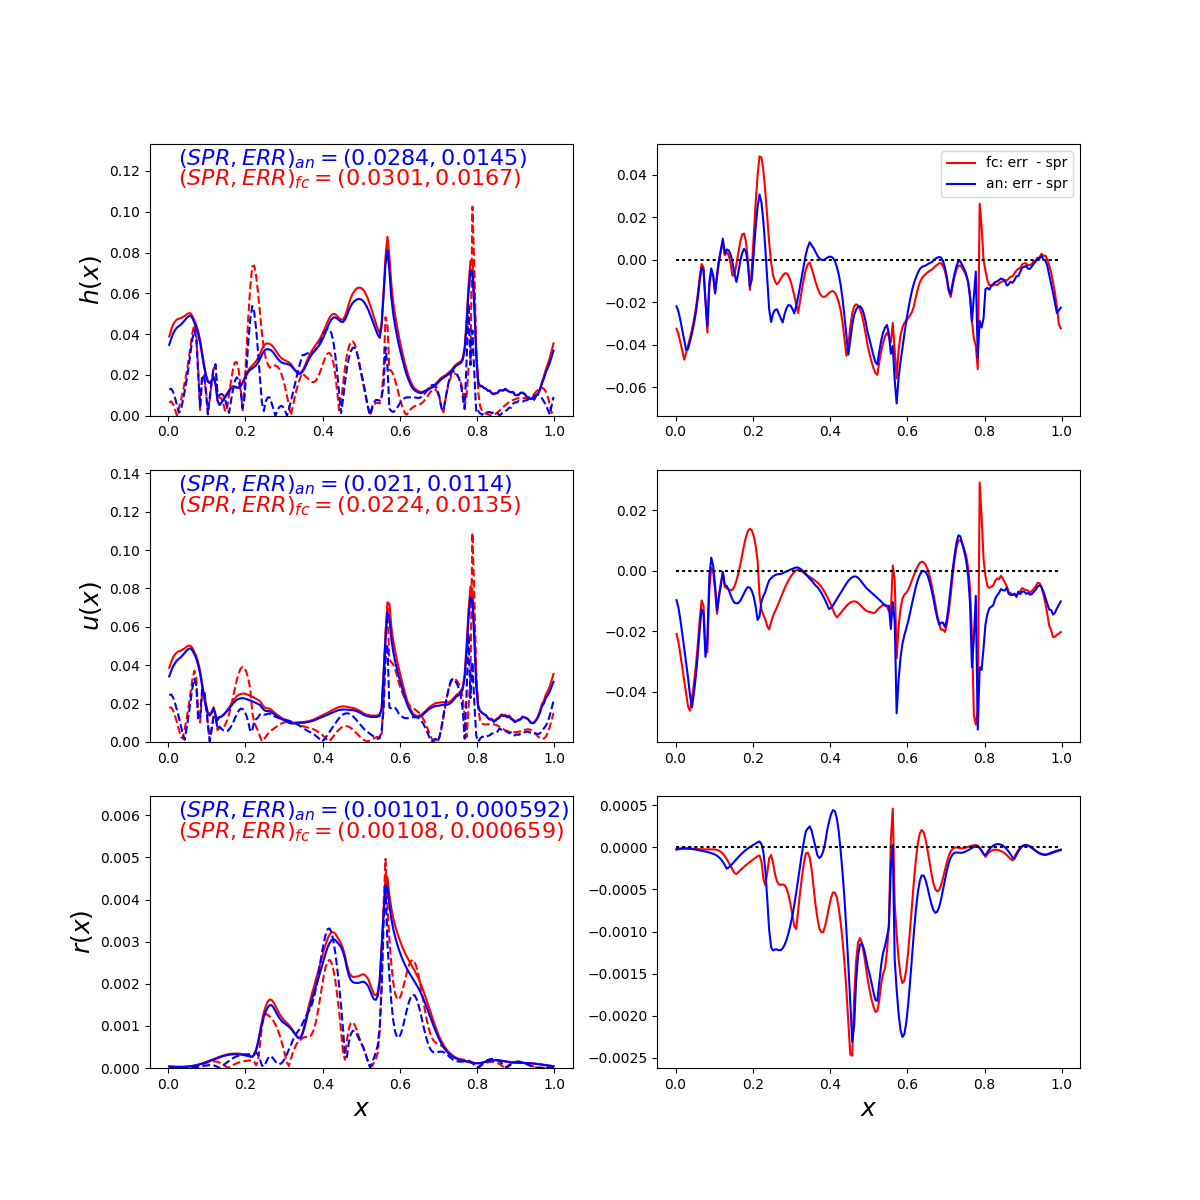 (SPR, ERR)an = (0.0284, 0.0145)
(SPR, ERR)fc = (0.0301, 0.0167)
h(x)
0.12
0.10
0.08
0.06
0.04
0.02
0.00
0.0 0.2 0.4 0.6 0.8 1.0
fc: err - spr
an: err - spr
0.04
0.02
0.00
−0.02
−0.04
−0.06
0.0 0.2 0.4 0.6 0.8 1.0
(SPR, ERR)an = (0.021, 0.0114)
(SPR, ERR)fc = (0.0224, 0.0135)
u(x)
0.14
0.12
0.10
0.08
0.06
0.04
0.02
0.00
0.0 0.2 0.4 0.6 0.8 1.0
0.02
0.00
−0.02
−0.04
0.0 0.2 0.4 0.6 0.8 1.0
(SPR, ERR)an = (0.00101, 0.000592)
(SPR, ERR)fc = (0.00108, 0.000659)
r(x)
0.006
0.005
0.004
0.003
0.002
0.001
0.000
0.0 0.2 0.4 0.6 0.8 1.0
x
0.0005
0.0000
−0.0005
−0.0010
−0.0015
−0.0020
−0.0025
0.0 0.2 0.4 0.6 0.8 1.0
x